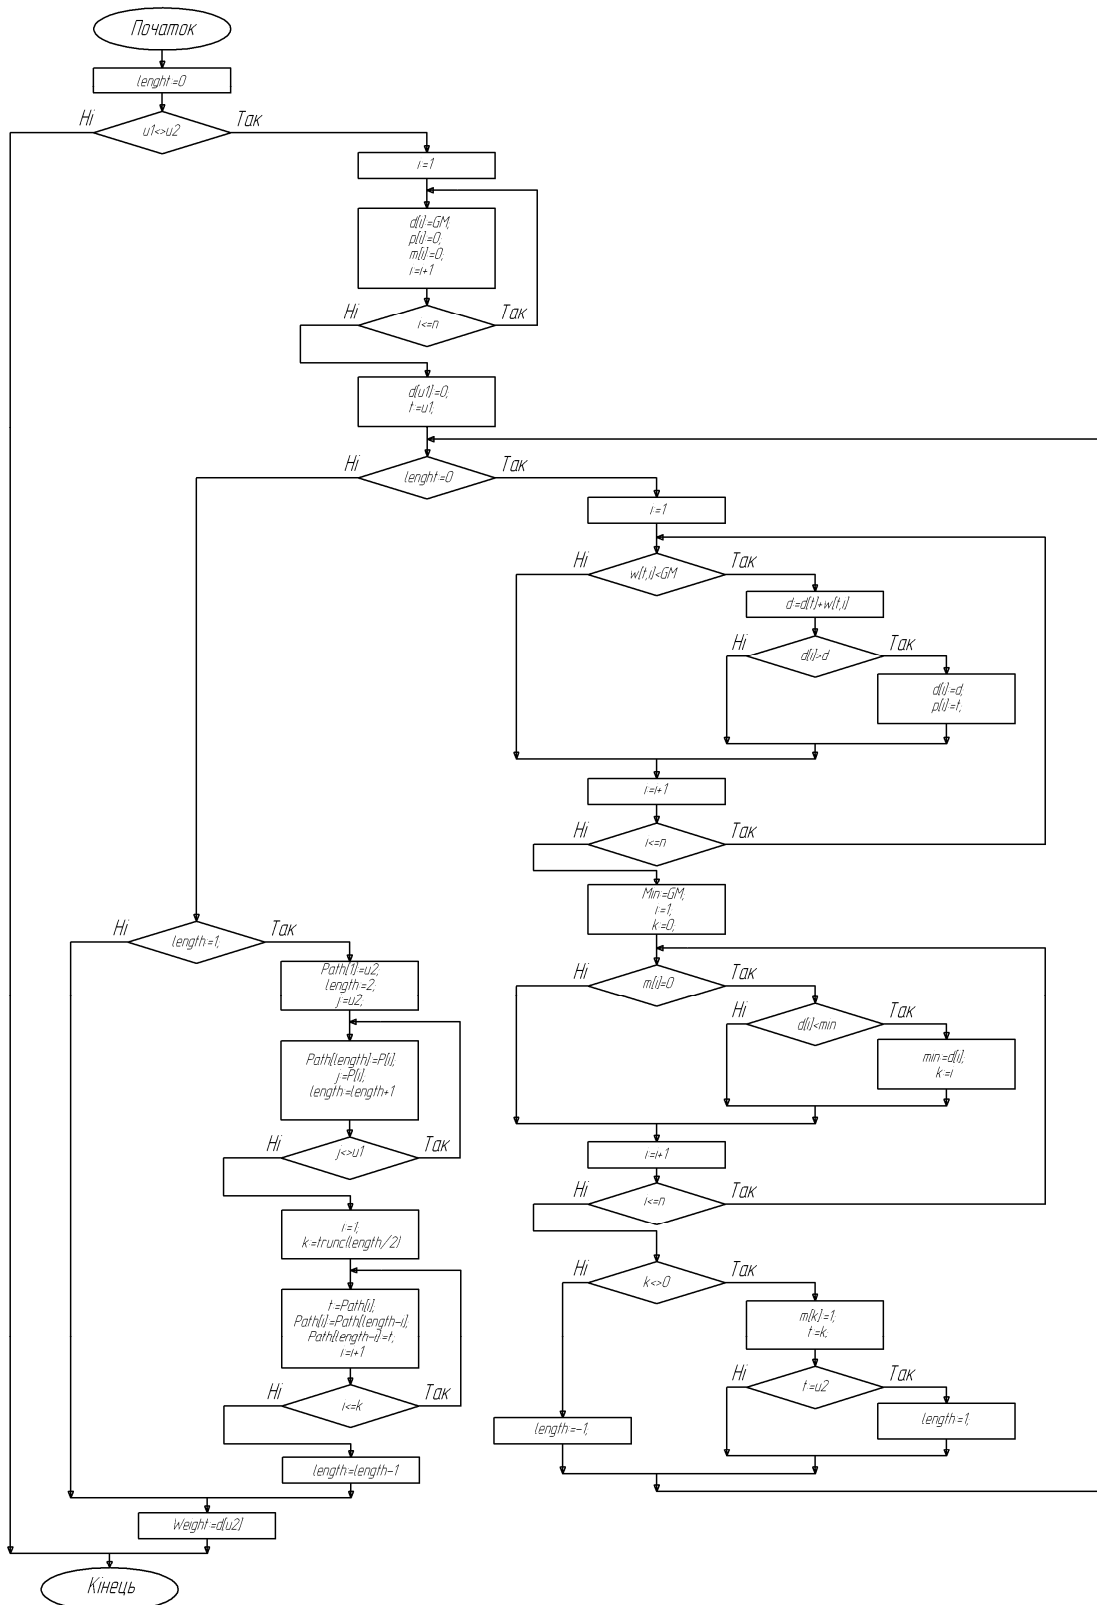 Початок
lenght:=0
Ні
Так
u1<>u2
i:=1
d[i]:=GM;
p[i]:=0;
m[i]:=0;
i:=i+1
Ні
Так
i<=n
d[u1]:=0;
t:=u1;
Ні
Так
lenght:=0
i:=1
Ні
Так
w[t,i]<GM
d:=d[t]+w[t,i]
Ні
Так
d[i]>d
d[i]:=d;
p[i]:=t;
i:=i+1
Ні
Так
i<=n
Min:=GM;
i:=1;
k:=0;
Ні
Так
m[i]=0
Ні
Так
d[i]<min
min:=d[i];
k:=i
i:=i+1
Ні
Так
i<=n
Ні
Так
k<>0
m[k]:=1;
t:=k;
Ні
Так
t:=u2
length:=1;
length:=-1;
Ні
Так
length:=1;
Path[1]:=u2;
length:=2;
j:=u2;
Path[length]:=P[i];
j:=P[i];
length:=length+1
Ні
Так
j<>u1
i:=1;
k:=trunc(length/2)
t:=Path[i];
Path[i]:=Path[length-i];
Path[length-i]:=t;
i:=i+1
Ні
Так
i<=k
length:=length-1
Weight:=d[u2]
Кінець